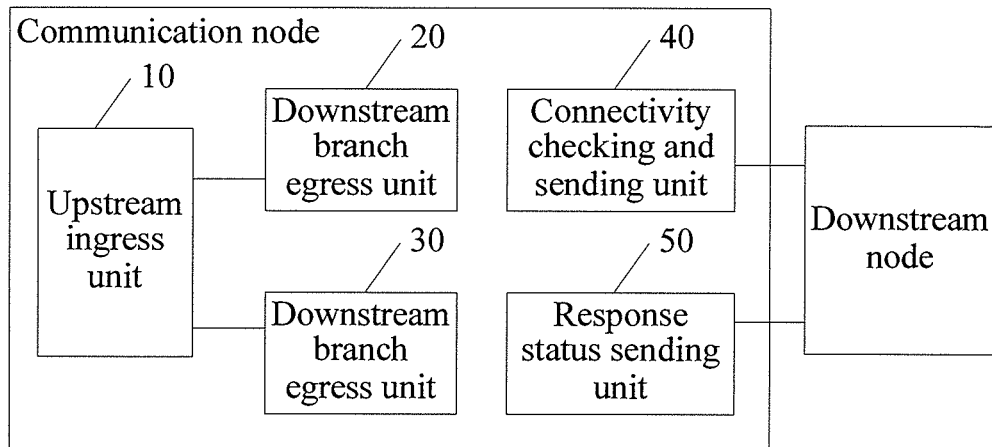 Communication node
20
40
10
Downstream
branch
egress unit
Connectivity
checking and
sending unit
Upstream
ingress
unit
Downstream
node
30
50
Downstream
branch
egress unit
Response
status sending
unit